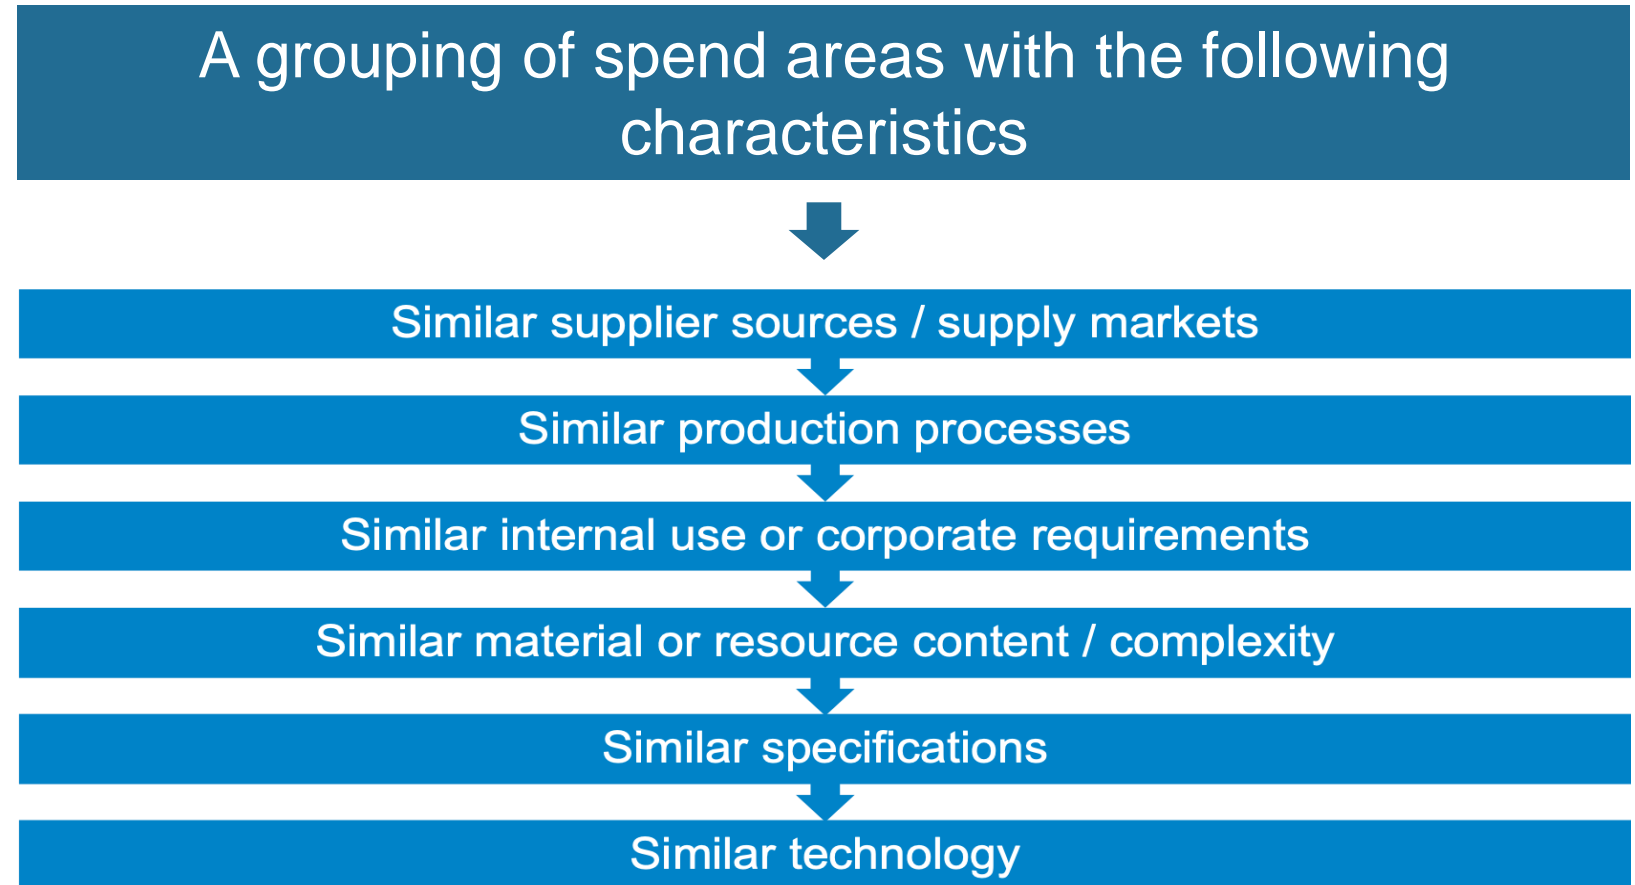 A grouping of spend areas with the following
characteristics
Similar supplier sources / supply markets
Similar production processes
Similar internal use or corporate requirements
Similar material or resource content / complexity
Similar specifications
Similar technology